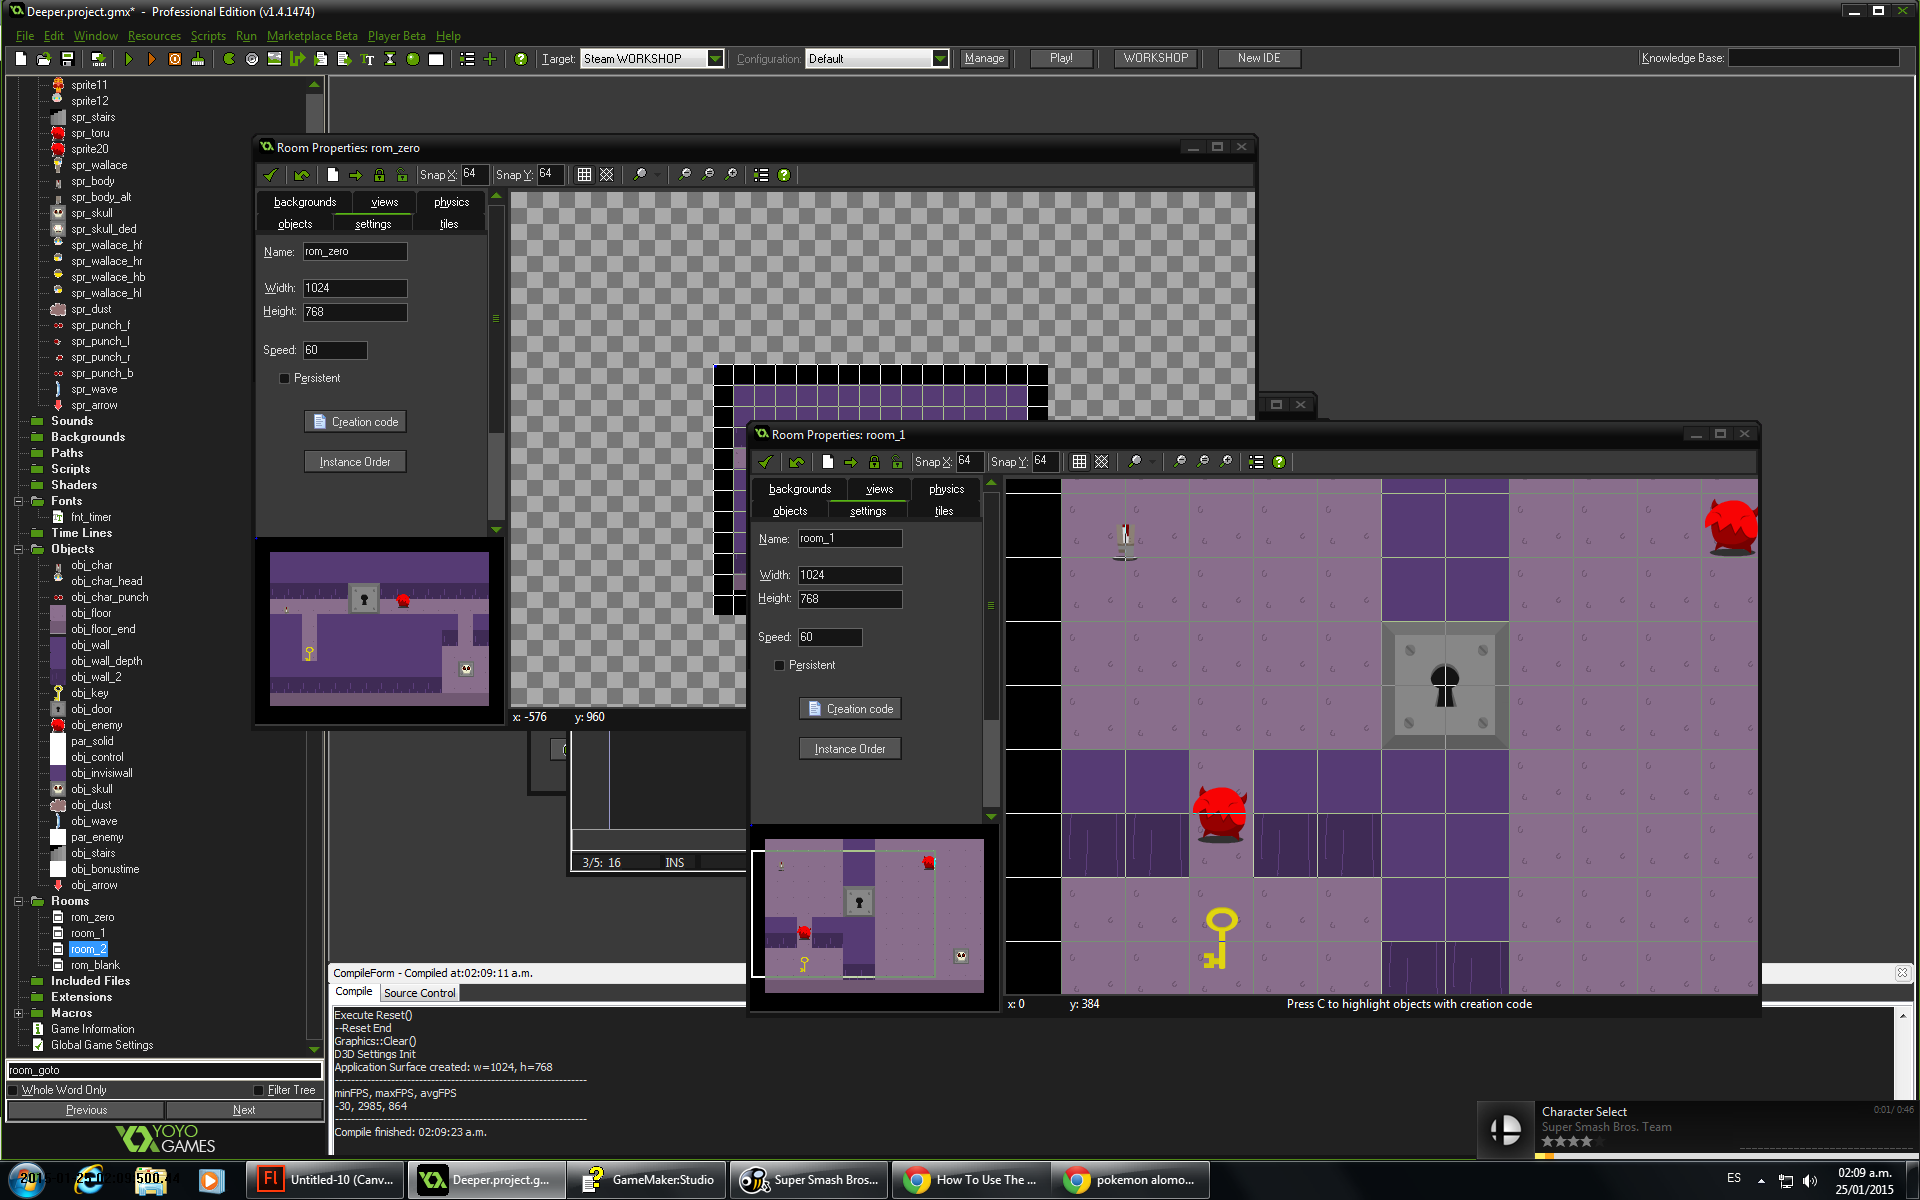 Deeper.project.gmx* - Professional Edition (v1.4.1474)
File Edit Window Resources Scripts Run Marketplace Beta Player Beta Help
Target: Steam WORKSHOP Configuration: Default Manage Play! WORKSHOP New IDE Knowledge Base:
sprite11
sprite12
spr_stairs
spr_toru
sprite20
spr_wallace
spr_body
spr_body_alt
spr_skull
spr_skull_ded
spr_wallace_hf
spr_wallace_hr
spr_wallace_hb
spr_wallace_hl
spr_dust
spr_punch_f
spr_punch_l
spr_punch_r
spr_punch_b
spr_wave
spr_arrow
Sounds
Backgrounds
Paths
Scripts
Shaders
Fonts
fnt_timer
Time Lines
Objects
obj_char
obj_char_head
obj_char_punch
obj_floor
obj_floor_end
obj_wall
obj_wall_depth
obj_wall_2
obj_key
obj_door
obj_enemy
par_solid
obj_control
obj_invisiwall
obj_skull
obj_dust
obj_wave
par_enemy
obj_stairs
obj_bonustime
obj_arrow
Rooms
rom_zero
room_1
room_2
rom_blank
Included Files
Extensions
Macros
Game Information
Global Game Settings
room_goto
Whole Word Only Filter Tree
Previous Next
YOYO
GAMES
Room Properties: rom_zero
Snap X: 64 Snap Y: 64
backgrounds views physics
objects settings tiles
Name: rom_zero
Width: 1024
Height: 768
Speed: 60
Persistent
Creation code
Instance Order
x: -576 y: 960
3/5: 16 INS
Room Properties: room_1
Snap X: 64 Snap Y: 64
backgrounds views physics
objects settings tiles
Name: room_1
Width: 1024
Height: 768
Speed: 60
Persistent
Creation code
Instance Order
x: 0 y: 384 Press C to highlight objects with creation code
CompileForm - Compiled at:02:09:11 a.m.
Compile Source Control
Execute Reset()
--Reset End
Graphics::Clear()
D3D Settings Init
Application Surface created: w=1024, h=768
minFPS, maxFPS, avgFPS
-30, 2985, 864
Compile finished: 02:09:23 a.m.
Character Select 0:01/ 0:46
Super Smash Bros. Team
Untitled-10 (Canv...
Deeper.project.g...
GameMaker:Studio
Super Smash Bros...
How To Use The ...
pokemon alomo...
ES
02:09 a.m.
25/01/2015